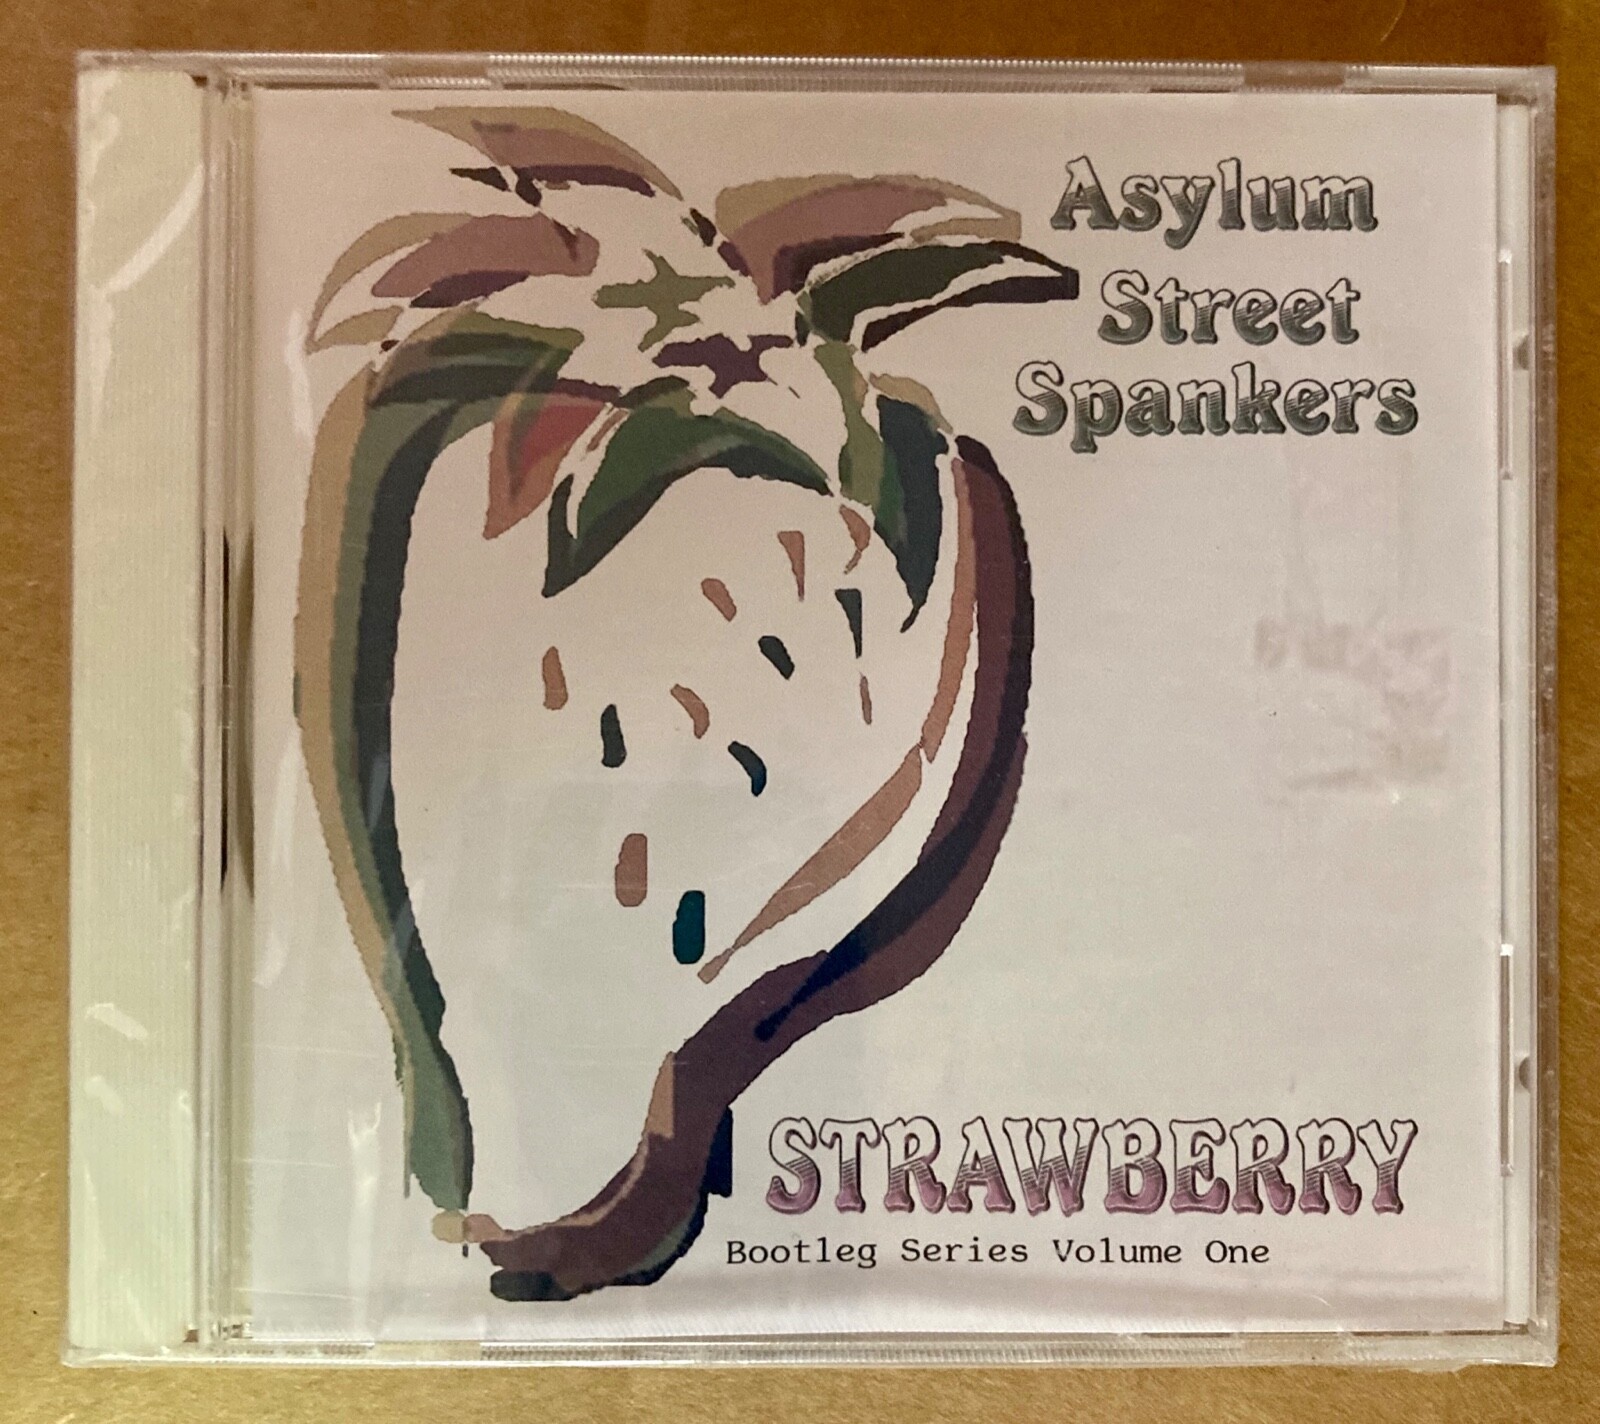 Asylum
Street
Spankers
STRAWBERRY
Bootleg Series Volume One